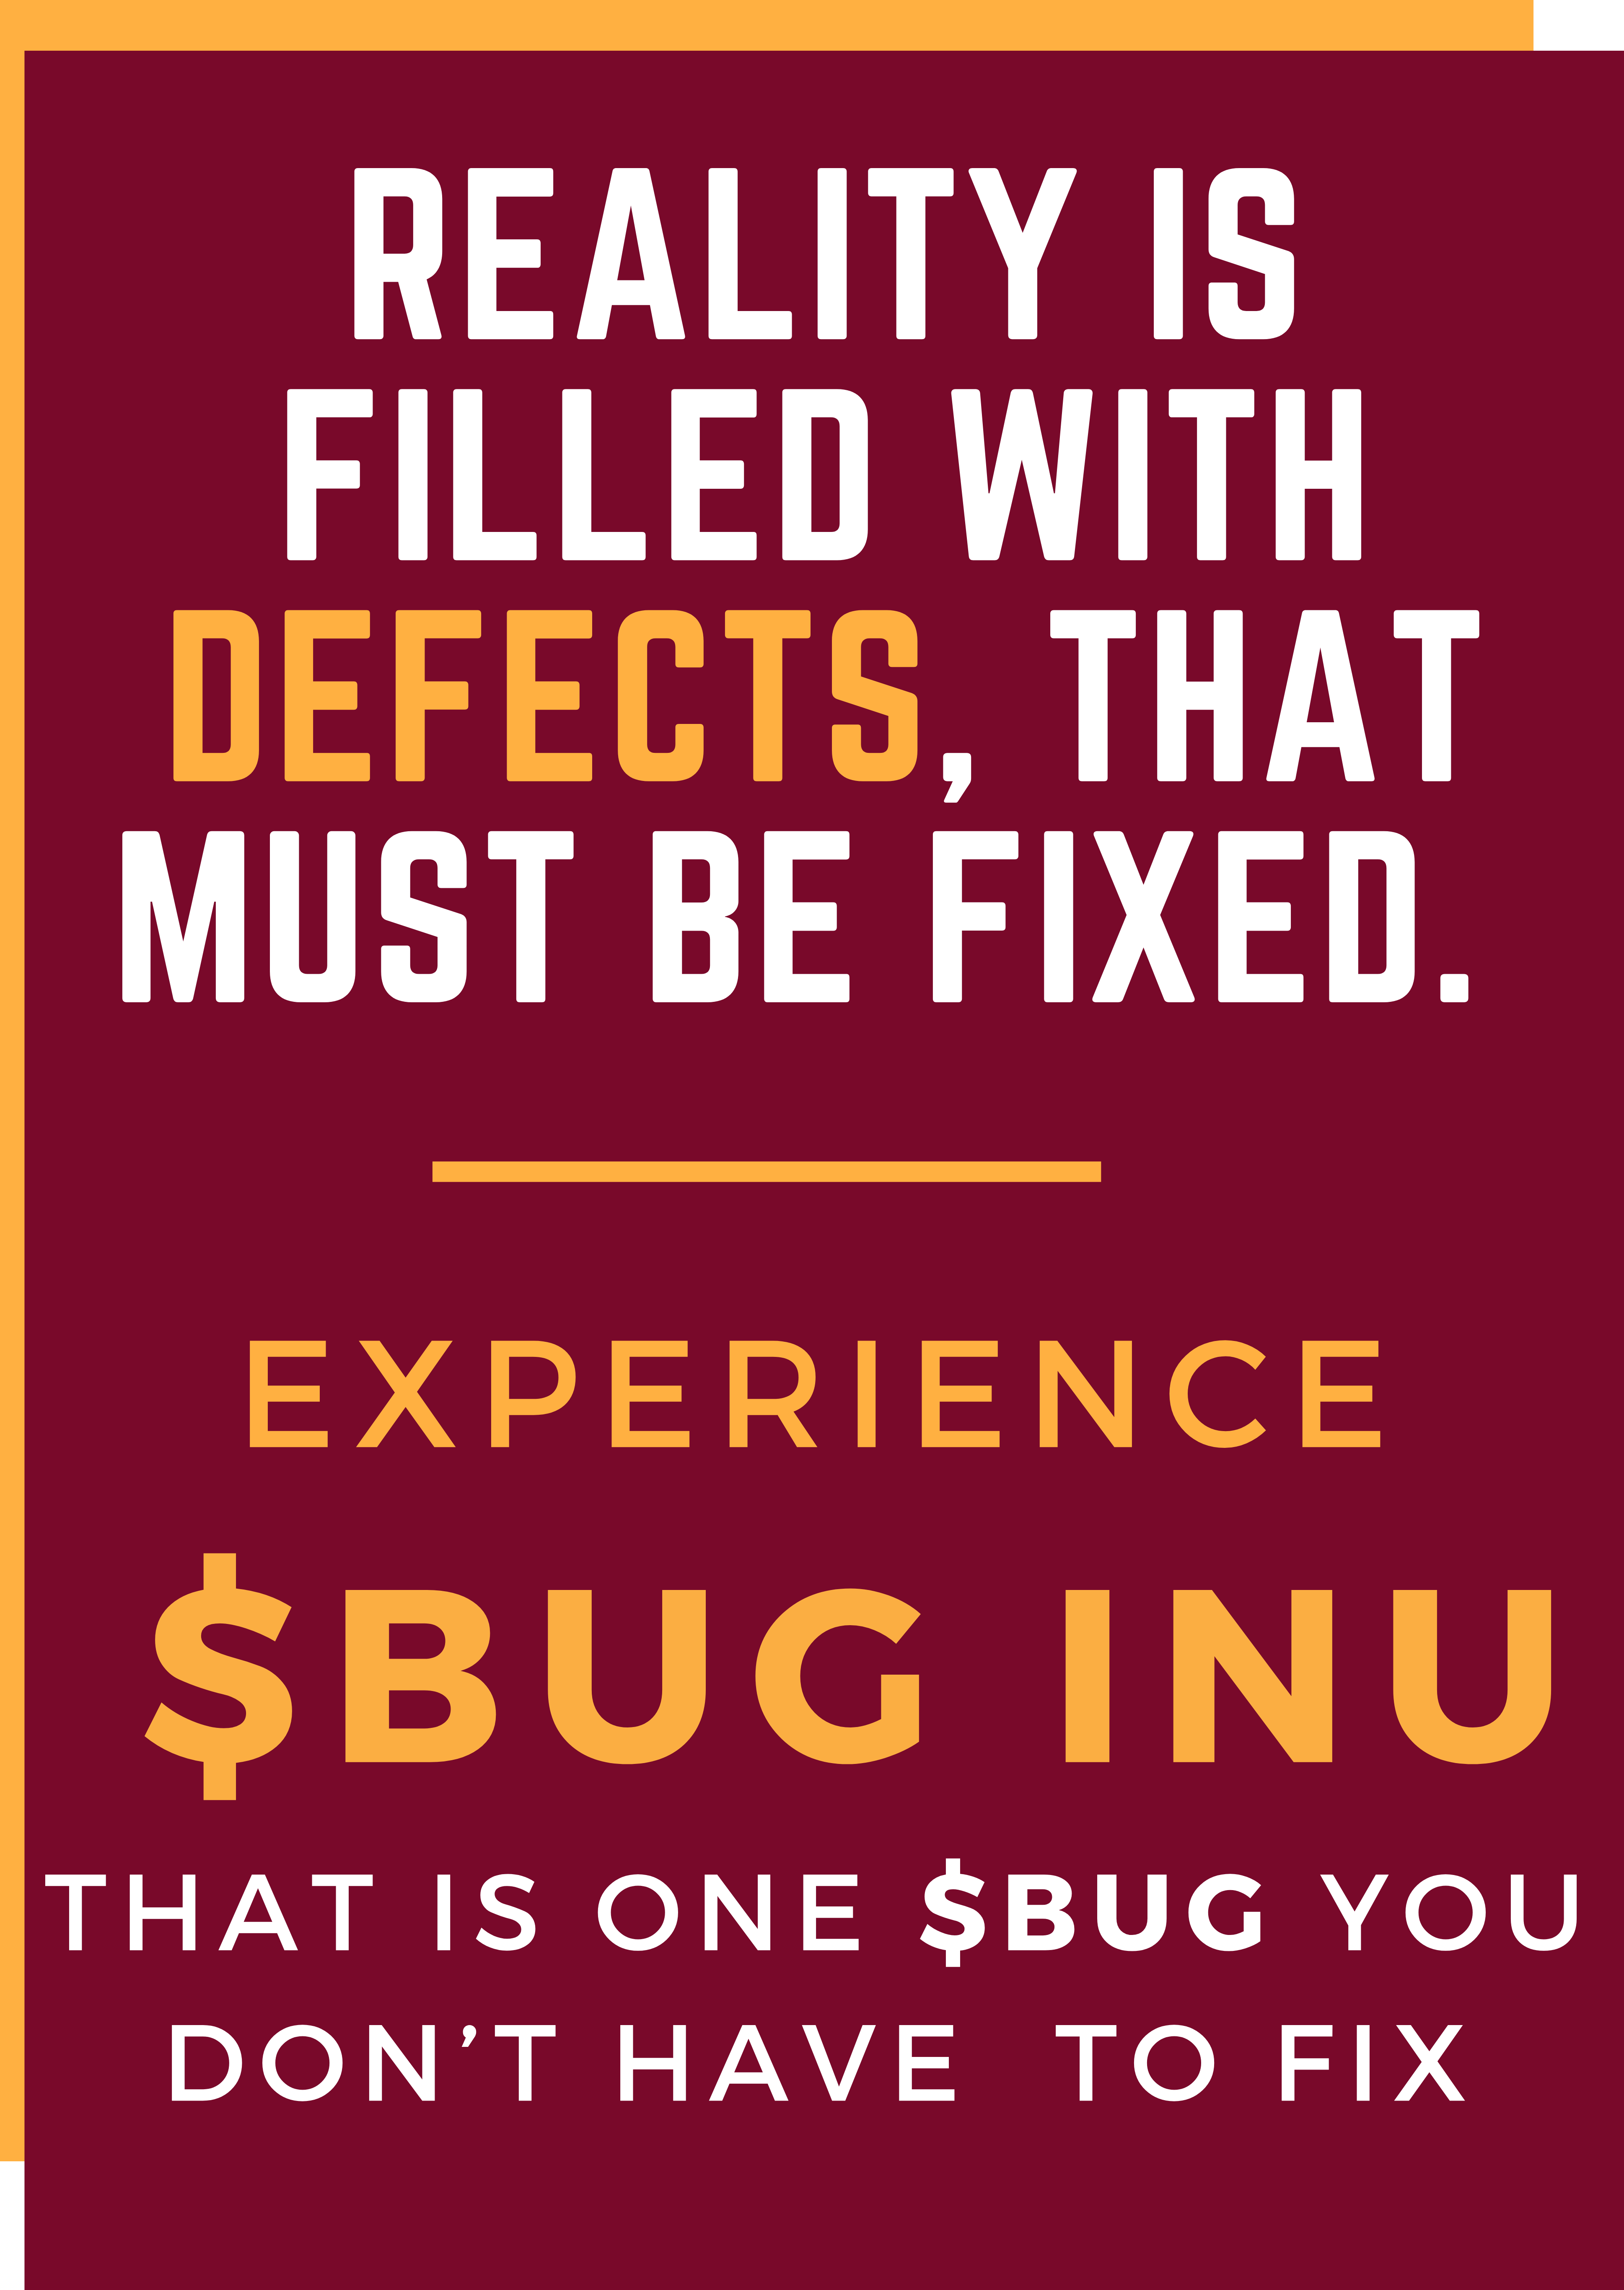 REALITY IS
FILLED WITH
DEFECTS, THAT
MUST BE FIXED.
EXPERIENCE
$BUG INU
THAT IS ONE $BUG YOU
DON’T HAVE TO FIX